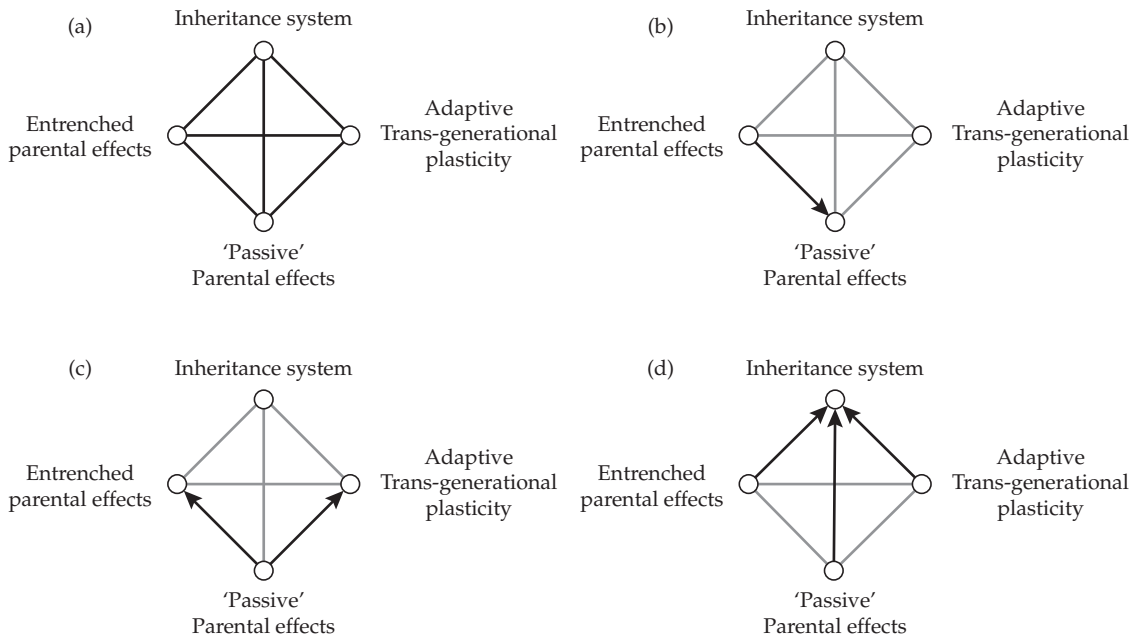 (a)
Inheritance system
Entrenched
parental effects
Adaptive
Trans-generational
plasticity
‘Passive’
Parental effects
(b)
Inheritance system
Entrenched
parental effects
Adaptive
Trans-generational
plasticity
‘Passive’
Parental effects
(c)
Inheritance system
Entrenched
parental effects
Adaptive
Trans-generational
plasticity
‘Passive’
Parental effects
(d)
Inheritance system
Entrenched
parental effects
Adaptive
Trans-generational
plasticity
‘Passive’
Parental effects